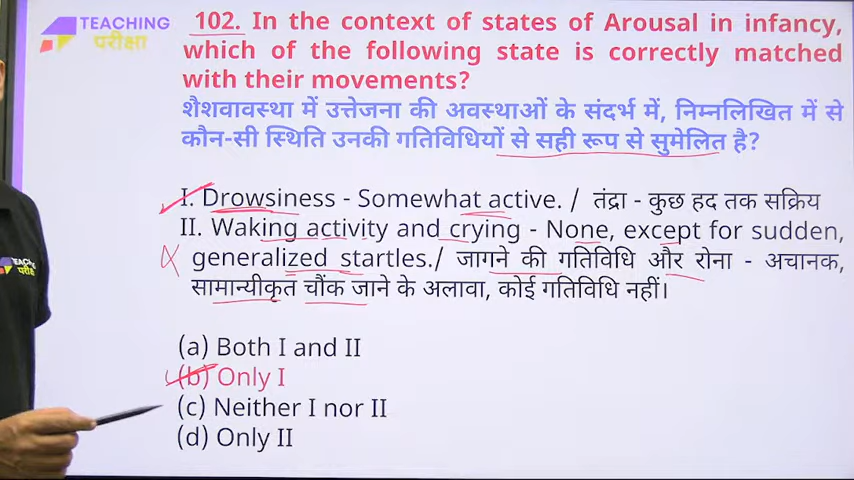 TEACHING
परीक्षा
102. In the context of states of Arousal in infancy,
which of the following state is correctly matched
with their movements?
शैशवावस्था में उत्तेजना की अवस्थाओं के संदर्भ में, निम्नलिखित में से
कौन-सी स्थिति उनकी गतिविधियों से सही रूप से सुमेलित है?
I. Drowsiness - Somewhat active. / तंद्रा - कुछ हद तक सक्रिय
II. Waking activity and crying - None, except for sudden,
generalized startles./ जागने की गतिविधि और रोना - अचानक,
सामान्यीकृत चौंक जाने के अलावा, कोई गतिविधि नहीं।
(a) Both I and II
(b) Only I
(c) Neither I nor II
(d) Only II
TEACHING
परीक्षा